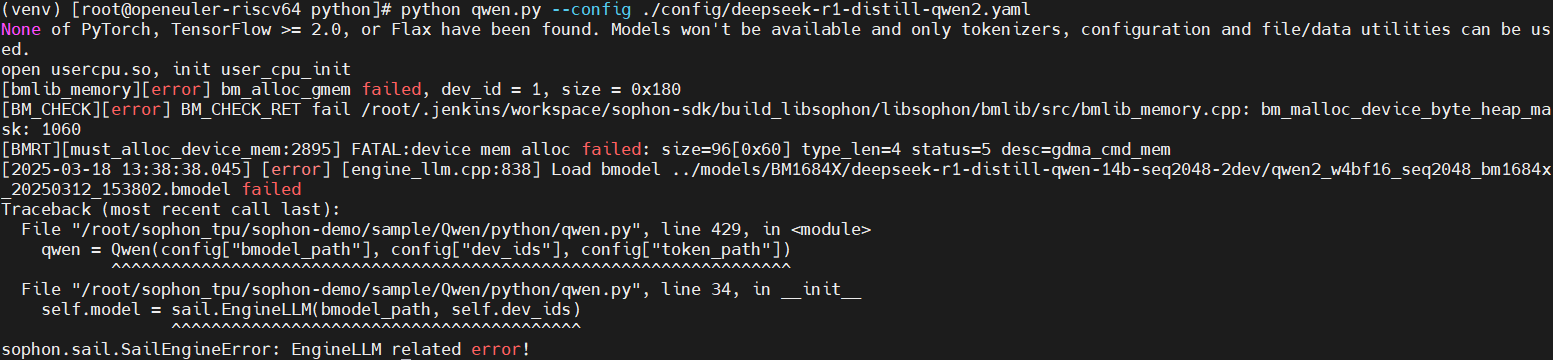 (venv) [root@openeuler-riscv64 python]# python qwen.py --config ./config/deepseek-r1-distill-qwen2.yaml
None of PyTorch, TensorFlow >= 2.0, or Flax have been found. Models won't be available and only tokenizers, configuration and file/data utilities can be us
ed.
open usercpu.so, init user_cpu_init
[bmlib_memory][error] bm_alloc_gmem failed, dev_id = 1, size = 0x180
[BM_CHECK][error] BM_CHECK_RET fail /root/.jenkins/workspace/sophon-sdk/build_libsophon/libsophon/bmlib/src/bmlib_memory.cpp: bm_malloc_device_byte_heap_ma
sk: 1060
[BMRT][must_alloc_device_mem:2895] FATAL:device mem alloc failed: size=96[0x60] type_len=4 status=5 desc=gdma_cmd_mem
[2025-03-18 13:38:38.045] [error] [engine_llm.cpp:838] Load bmodel ../models/BM1684X/deepseek-r1-distill-qwen-14b-seq2048-2dev/qwen2_w4bf16_seq2048_bm1684x
_20250312_153802.bmodel failed
Traceback (most recent call last):
  File "/root/sophon_tpu/sophon-demo/sample/Qwen/python/qwen.py", line 429, in <module>
    qwen = Qwen(config["bmodel_path"], config["dev_ids"], config["token_path"])
           ^^^^^^^^^^^^^^^^^^^^^^^^^^^^^^^^^^^^^^^^^^^^^^^^^^^^^^^^^^^^^^^^^^^^
  File "/root/sophon_tpu/sophon-demo/sample/Qwen/python/qwen.py", line 34, in __init__
    self.model = sail.EngineLLM(bmodel_path, self.dev_ids)
                 ^^^^^^^^^^^^^^^^^^^^^^^^^^^^^^^^^^^^^^^^^
sophon.sail.SailEngineError: EngineLLM related error!